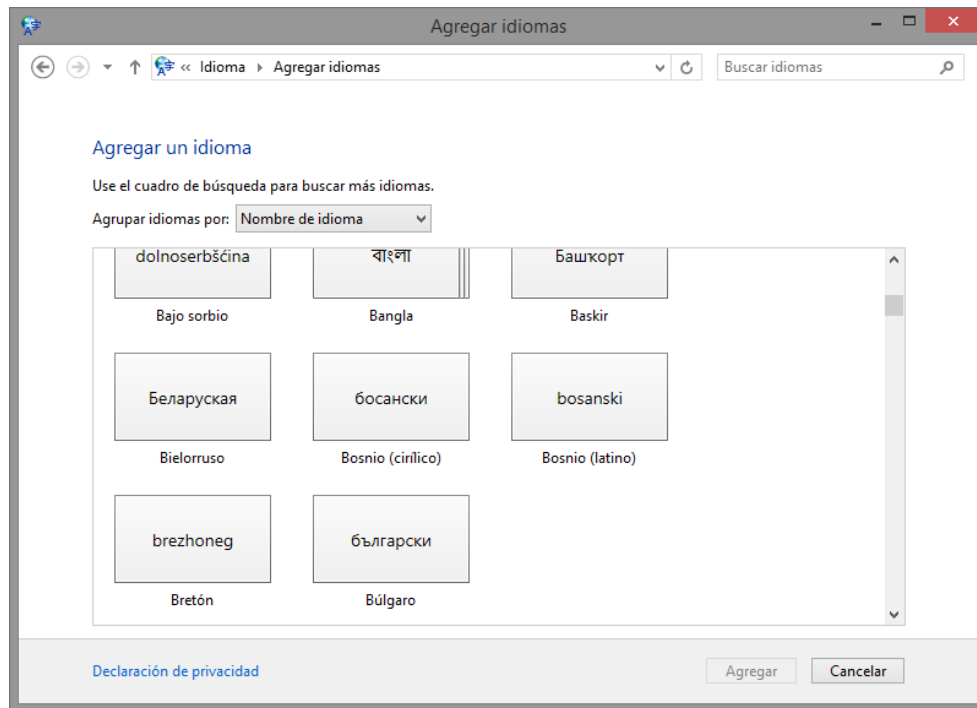 Agregar idiomas
« Idioma Agregar idiomas Buscar idiomas
Agregar un idioma
Use el cuadro de búsqueda para buscar más idiomas.
Agrupar idiomas por: Nombre de idioma
dolnoserbšćina বাংলা Башҡорт
Bajo sorbio Bangla Baskir
Беларуская босански bosanski
Bielorruso Bosnio (cirílico) Bosnio (latino)
brezhoneg български
Bretón Búlgaro
Declaración de privacidad Agregar Cancelar